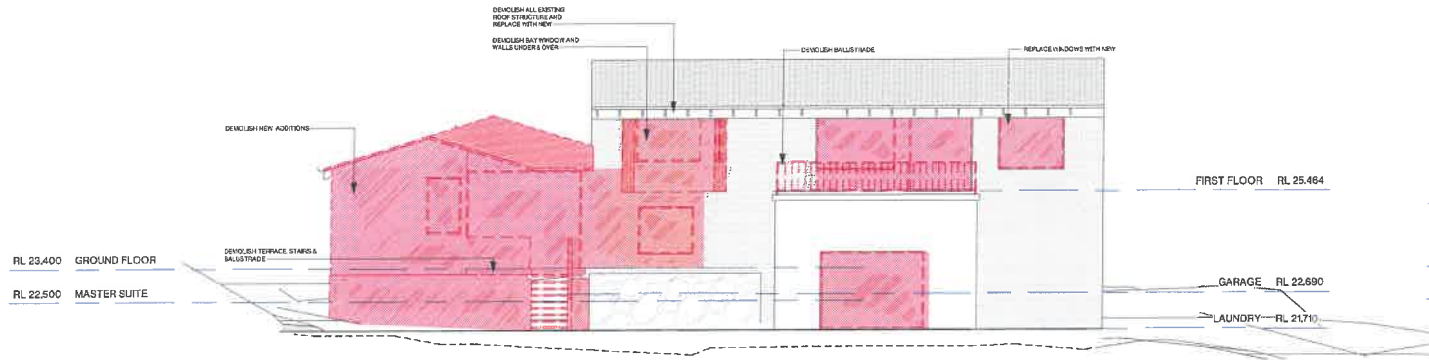 DEMOLISH ALL EXISTING
ROOF STRUCTURE AND
REPLACE WITH NEW
DEMOLISH BAY WINDOW AND
WALLS UNDER & OVER
DEMOLISH BALUSTRADE
REPLACE WINDOWS WITH NEW
DEMOLISH NEW ADDITIONS
FIRST FLOOR RL 25.464
DEMOLISH TERRACE, STAIRS &
BALUSTRADE
RL 23,400 GROUND FLOOR
RL 22,500 MASTER SUITE
GARAGE RL 22,690
LAUNDRY RL 21,710